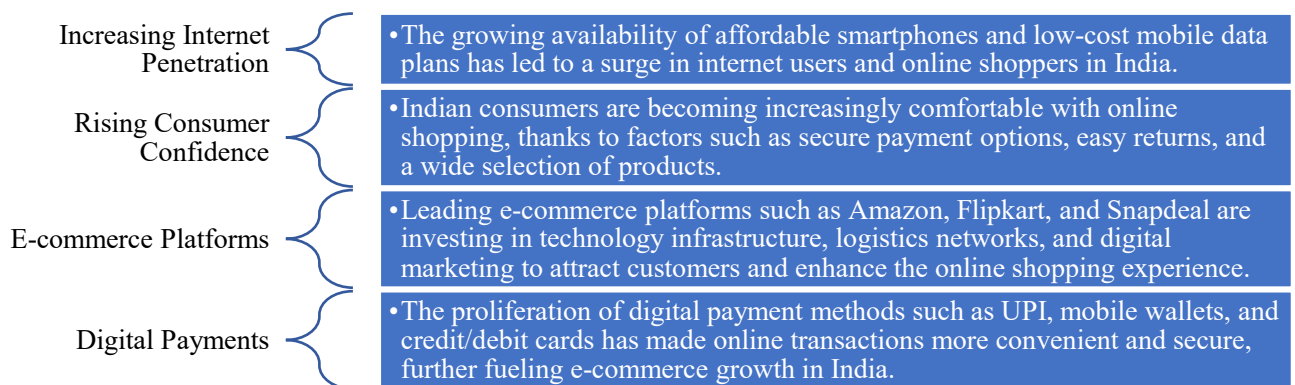 Increasing Internet
Penetration
•The growing availability of affordable smartphones and low-cost mobile data
plans has led to a surge in internet users and online shoppers in India.
Rising Consumer
Confidence
•Indian consumers are becoming increasingly comfortable with online
shopping, thanks to factors such as secure payment options, easy returns, and
a wide selection of products.
E-commerce Platforms
•Leading e-commerce platforms such as Amazon, Flipkart, and Snapdeal are
investing in technology infrastructure, logistics networks, and digital
marketing to attract customers and enhance the online shopping experience.
Digital Payments
•The proliferation of digital payment methods such as UPI, mobile wallets, and
credit/debit cards has made online transactions more convenient and secure,
further fueling e-commerce growth in India.